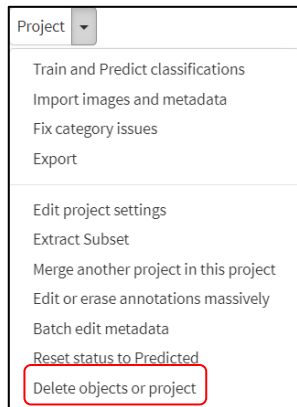 Project
Train and Predict classifications
Import images and metadata
Fix category issues
Export
Edit project settings
Extract Subset
Merge another project in this project
Edit or erase annotations massively
Batch edit metadata
Reset status to Predicted
Delete objects or project